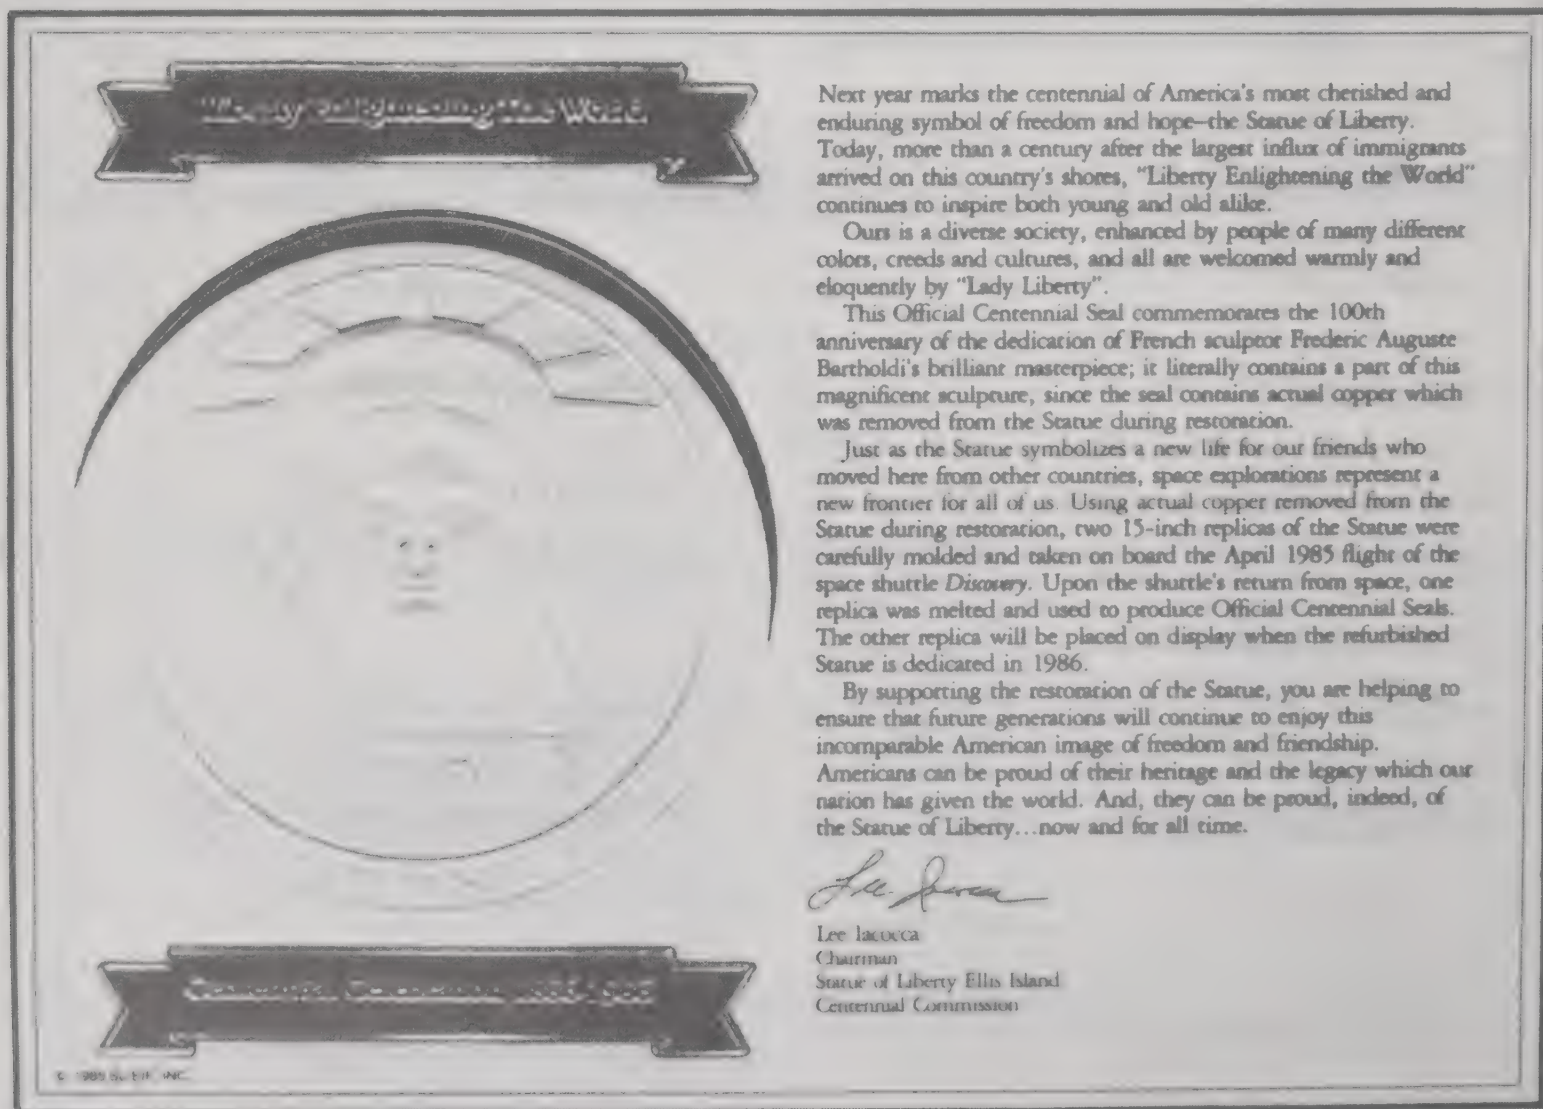 "Liberty Enlightening the World"
Next year marks the centennial of America's most cherished and
enduring symbol of freedom and hope—the Statue of Liberty.
Today, more than a century after the largest influx of immigrants
arrived on this country's shores, "Liberty Enlightening the World"
continues to inspire both young and old alike.
Ours is a diverse society, enhanced by people of many different
colors, creeds and cultures, and all are welcomed warmly and
eloquently by "Lady Liberty".
This Official Centennial Seal commemorates the 100th
anniversary of the dedication of French sculptor Frederic Auguste
Bartholdi's brilliant masterpiece; it literally contains a part of this
magnificent sculpture, since the seal contains actual copper which
was removed from the Statue during restoration.
Just as the Statue symbolizes a new life for our friends who
moved here from other countries, space explorations represent a
new frontier for all of us. Using actual copper removed from the
Statue during restoration, two 15-inch replicas of the Statue were
carefully molded and taken on board the April 1985 flight of the
space shuttle Discovery. Upon the shuttle's return from space, one
replica was melted and used to produce Official Centennial Seals.
The other replica will be placed on display when the refurbished
Statue is dedicated in 1986.
By supporting the restoration of the Statue, you are helping to
ensure that future generations will continue to enjoy this
incomparable American image of freedom and friendship.
Americans can be proud of their heritage and the legacy which our
nation has given the world. And, they can be proud, indeed, of
the Statue of Liberty...now and for all time.
Lee Iacocca
Lee Iacocca
Chairman
Statue of Liberty Ellis Island
Centennial Commission
© 1985 INC.